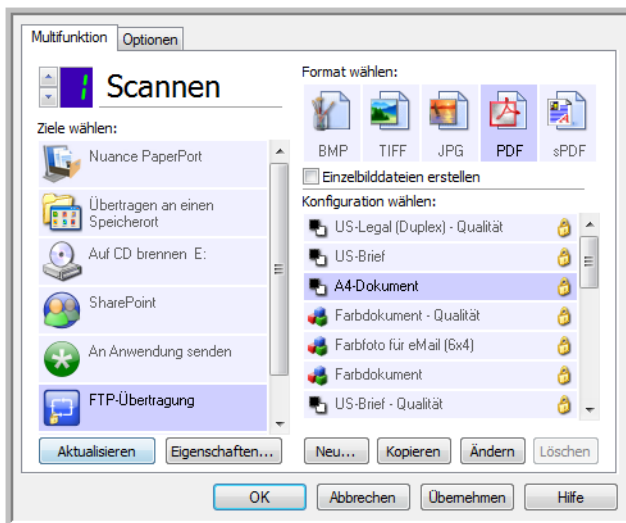 Multifunktion
Optionen
1
Scannen
Ziele wählen:
Nuance PaperPort
Übertragen an einen
Speicherort
Auf CD brennen E:
SharePoint
An Anwendung senden
FTP-Übertragung
Aktualisieren
Eigenschaften...
Format wählen:
BMP
TIFF
JPG
PDF
sPDF
Einzelbilddateien erstellen
Konfiguration wählen:
US-Legal (Duplex) - Qualität
US-Brief
A4-Dokument
Farbdokument - Qualität
Farbfoto für eMail (6x4)
Farbdokument
US-Brief - Qualität
Neu...
Kopieren
Ändern
Löschen
OK
Abbrechen
Übernehmen
Hilfe